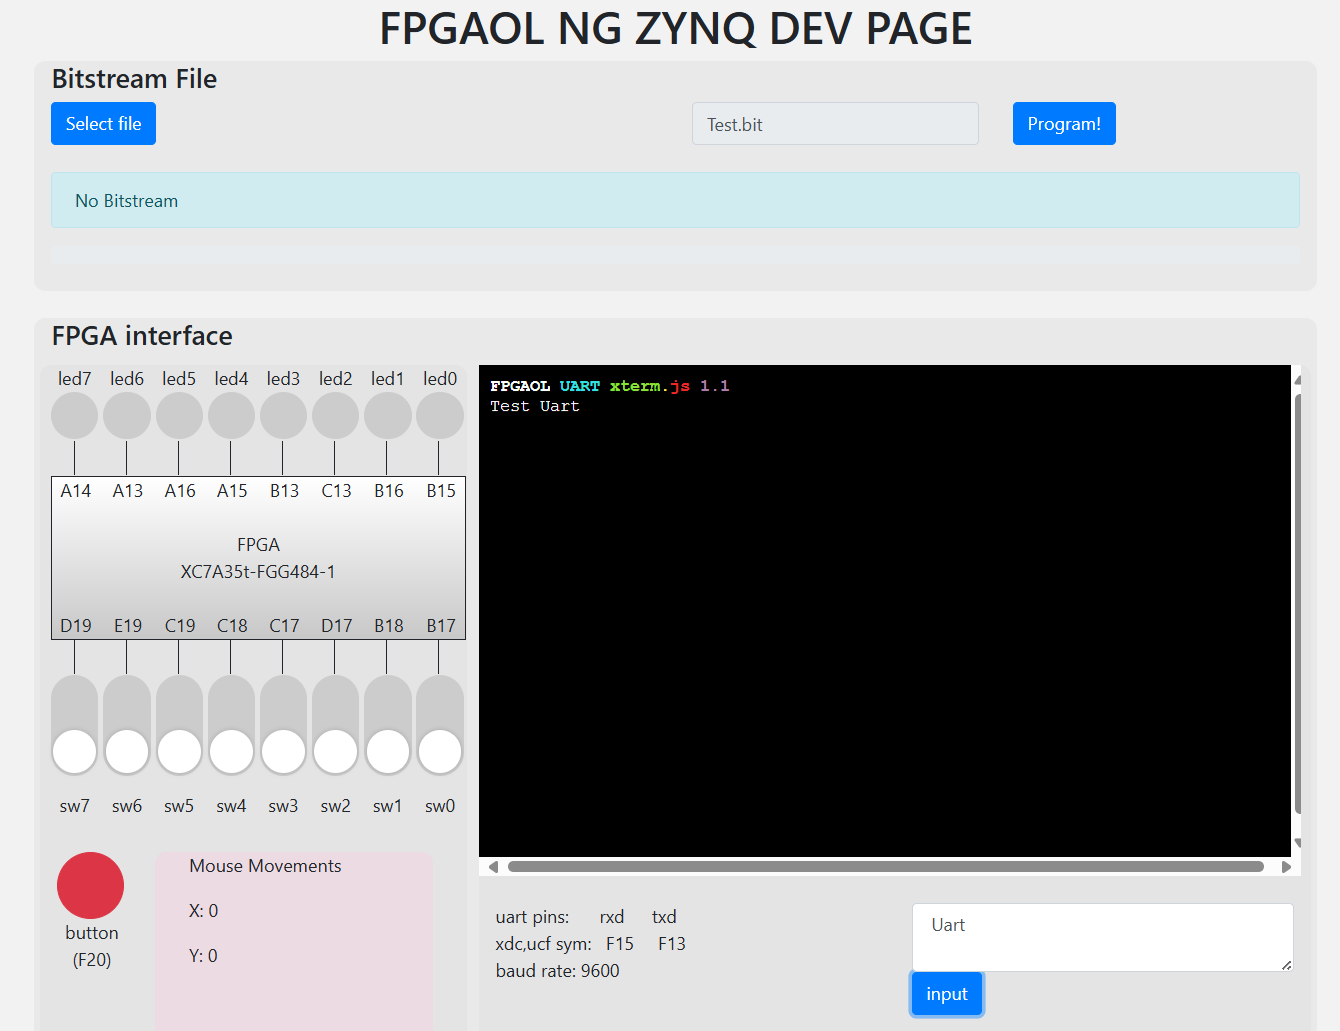 FPGAOL NG ZYNQ DEV PAGE
Bitstream File
Select file
Test.bit
Program!
No Bitstream
FPGA interface
led7 led6 led5 led4 led3 led2 led1 led0
A14 A13 A16 A15 B13 C13 B16 B15
FPGA
XC7A35t-FGG484-1
D19 E19 C19 C18 C17 D17 B18 B17
sw7 sw6 sw5 sw4 sw3 sw2 sw1 sw0
button
(F20)
Mouse Movements
X: 0
Y: 0
FPGAOL UART xterm.js 1.1
Test Uart
uart pins: rxd txd
xdc,ucf sym: F15 F13
baud rate: 9600
Uart
input